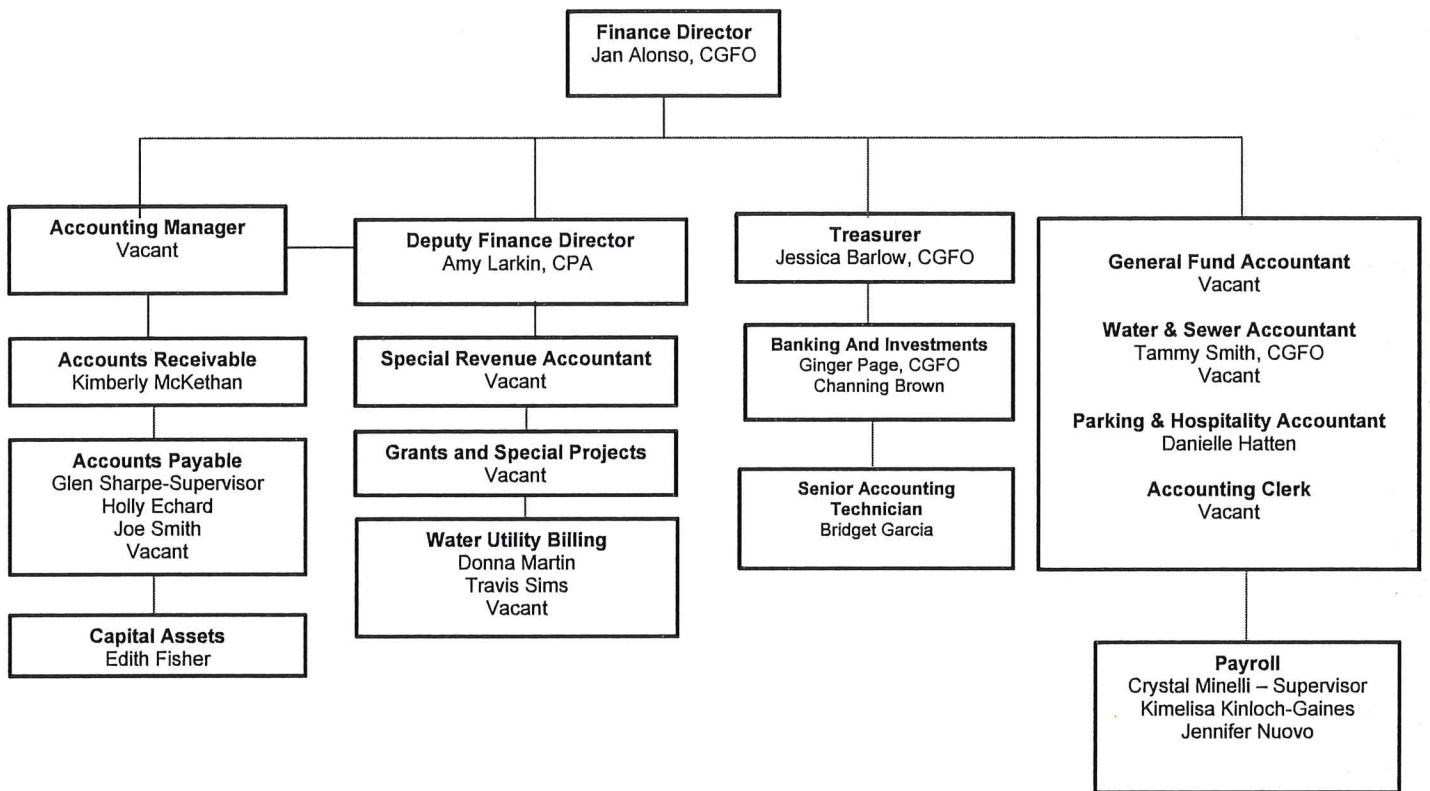 Finance Director
Jan Alonso, CGFO
Accounting Manager
Vacant
Accounts Receivable
Kimberly McKethan
Accounts Payable
Glen Sharpe-Supervisor
Holly Echard
Joe Smith
Vacant
Capital Assets
Edith Fisher
Deputy Finance Director
Amy Larkin, CPA
Special Revenue Accountant
Vacant
Grants and Special Projects
Vacant
Water Utility Billing
Donna Martin
Travis Sims
Vacant
Treasurer
Jessica Barlow, CGFO
Banking And Investments
Ginger Page, CGFO
Channing Brown
Senior Accounting
Technician
Bridget Garcia
General Fund Accountant
Vacant
Water & Sewer Accountant
Tammy Smith, CGFO
Vacant
Parking & Hospitality Accountant
Danielle Hatten
Accounting Clerk
Vacant
Payroll
Crystal Minelli – Supervisor
Kimelisa Kinloch-Gaines
Jennifer Nuovo